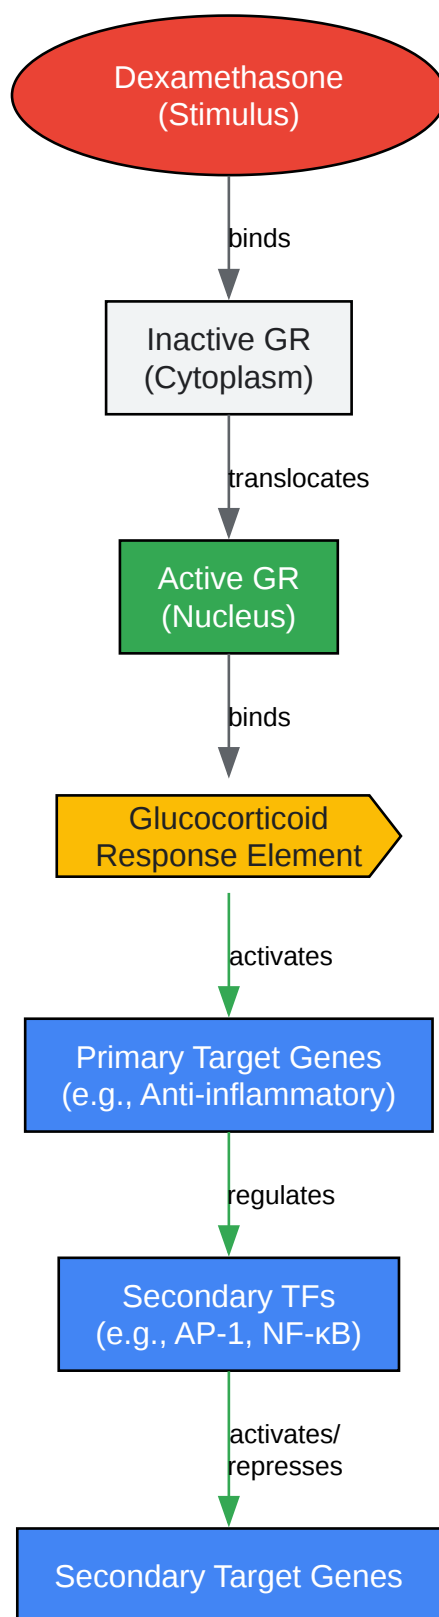 Dexamethasone
(Stimulus)
binds
Inactive GR
(Cytoplasm)
translocates
Active GR
(Nucleus)
binds
Glucocorticoid
Response Element
activates
Primary Target Genes
(e.g., Anti-inflammatory)
regulates
Secondary TFs
(e.g., AP-1, NF-κB)
activates/
represses
Secondary Target Genes